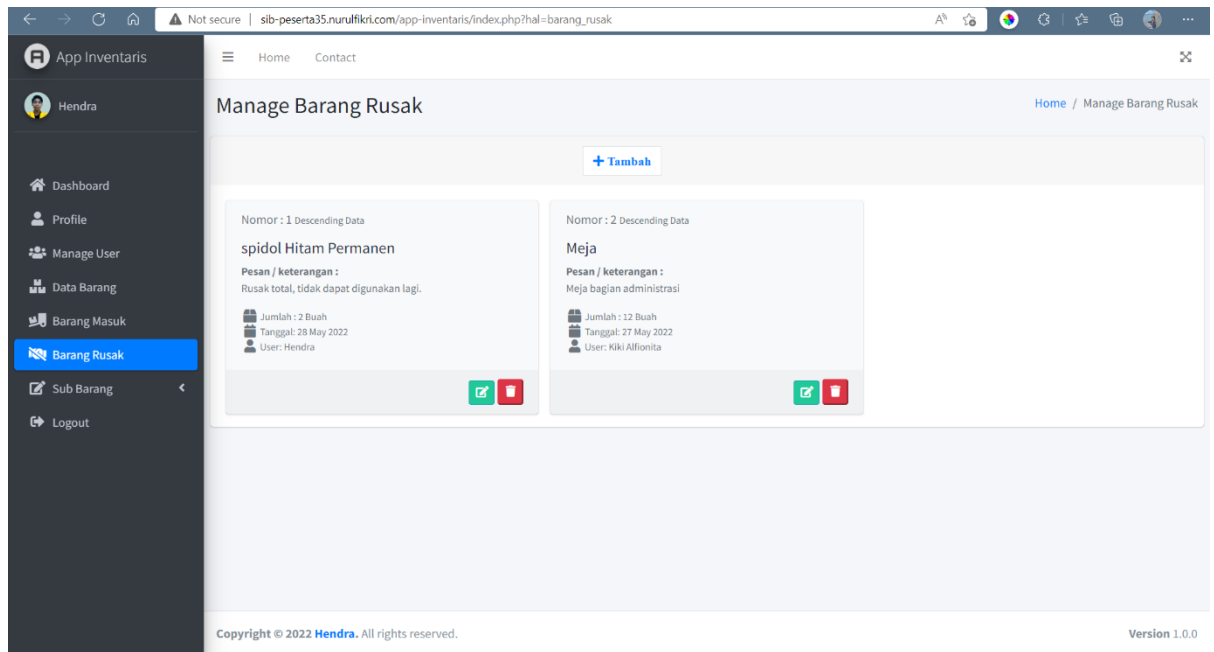 Not secure | sib-peserta35.nurulfikri.com/app-inventaris/index.php?hal=barang_rusak
App Inventaris
Home Contact
Hendra
Manage Barang Rusak
Home / Manage Barang Rusak
+ Tambah
Dashboard
Profile
Manage User
Data Barang
Barang Masuk
Barang Rusak
Sub Barang
Logout
Nomor : 1 Descending Data
spidol Hitam Permanen
Pesan / keterangan :
Rusak total, tidak dapat digunakan lagi.
Jumlah : 2 Buah
Tanggal: 28 May 2022
User: Hendra
Nomor : 2 Descending Data
Meja
Pesan / keterangan :
Meja bagian administrasi
Jumlah : 12 Buah
Tanggal: 27 May 2022
User: Kiki Alfionita
Copyright © 2022 Hendra. All rights reserved.
Version 1.0.0